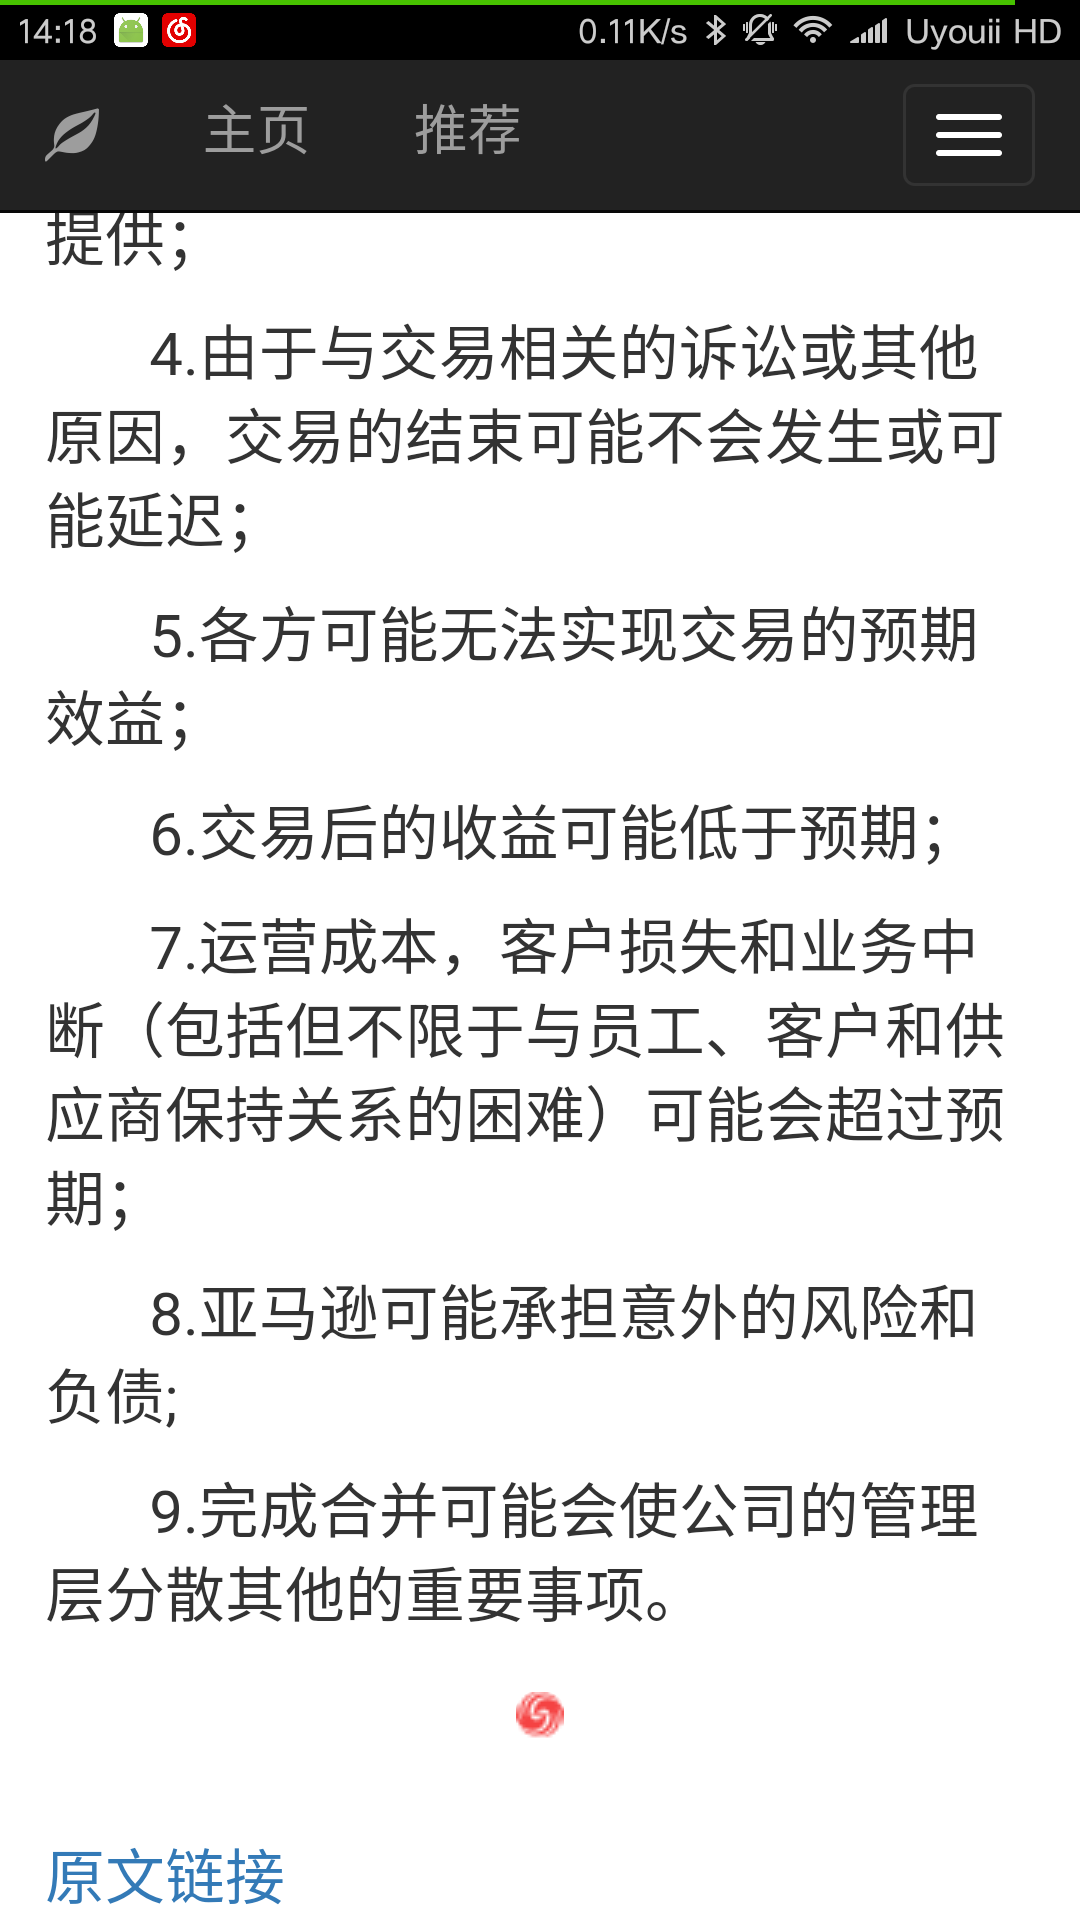 14:18 0.11K/s Uyouii HD
主页 推荐
提供；
4.由于与交易相关的诉讼或其他
原因，交易的结束可能不会发生或可
能延迟；
5.各方可能无法实现交易的预期
效益；
6.交易后的收益可能低于预期；
7.运营成本，客户损失和业务中
断（包括但不限于与员工、客户和供
应商保持关系的困难）可能会超过预
期；
8.亚马逊可能承担意外的风险和
负债;
9.完成合并可能会使公司的管理
层分散其他的重要事项。
原文链接